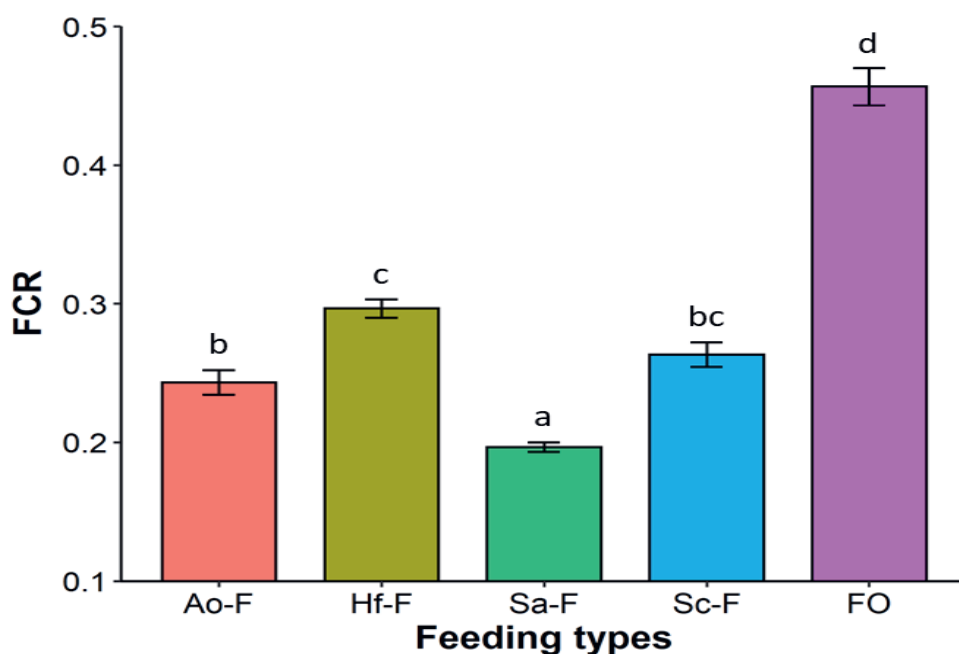 0.5
d
0.4
c
0.3
bc
b
FCR
a
0.2
0.1
Ao-F Hf-F Sa-F Sc-F FO
Feeding types